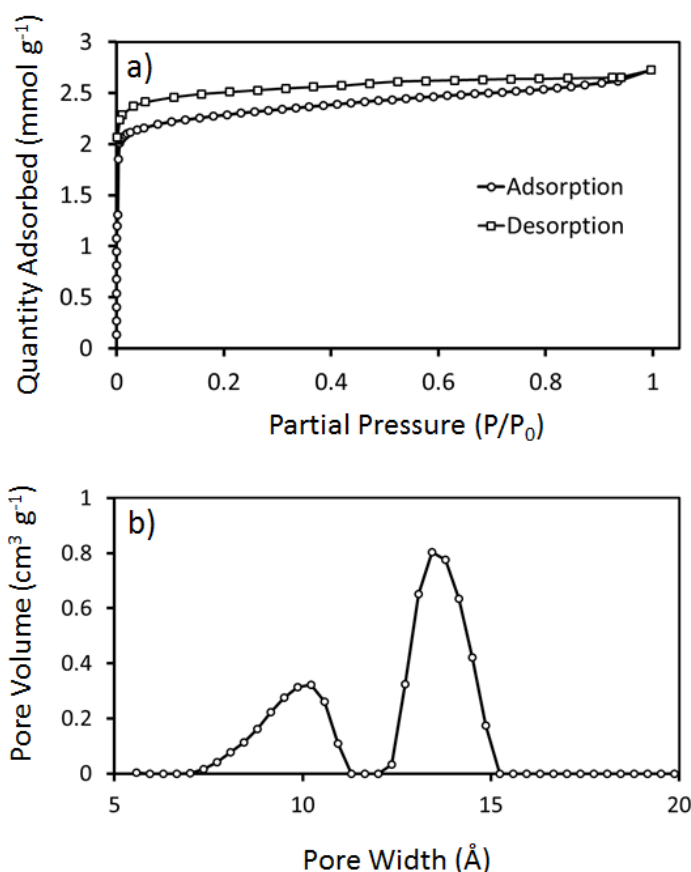 a)
Quantity Adsorbed (mmol g⁻¹)
3
2.5
2
1.5
1
0.5
0
Adsorption
Desorption
0 0.2 0.4 0.6 0.8 1
Partial Pressure (P/P₀)
b)
Pore Volume (cm³ g⁻¹)
1
0.8
0.6
0.4
0.2
0
5 10 15 20
Pore Width (Å)